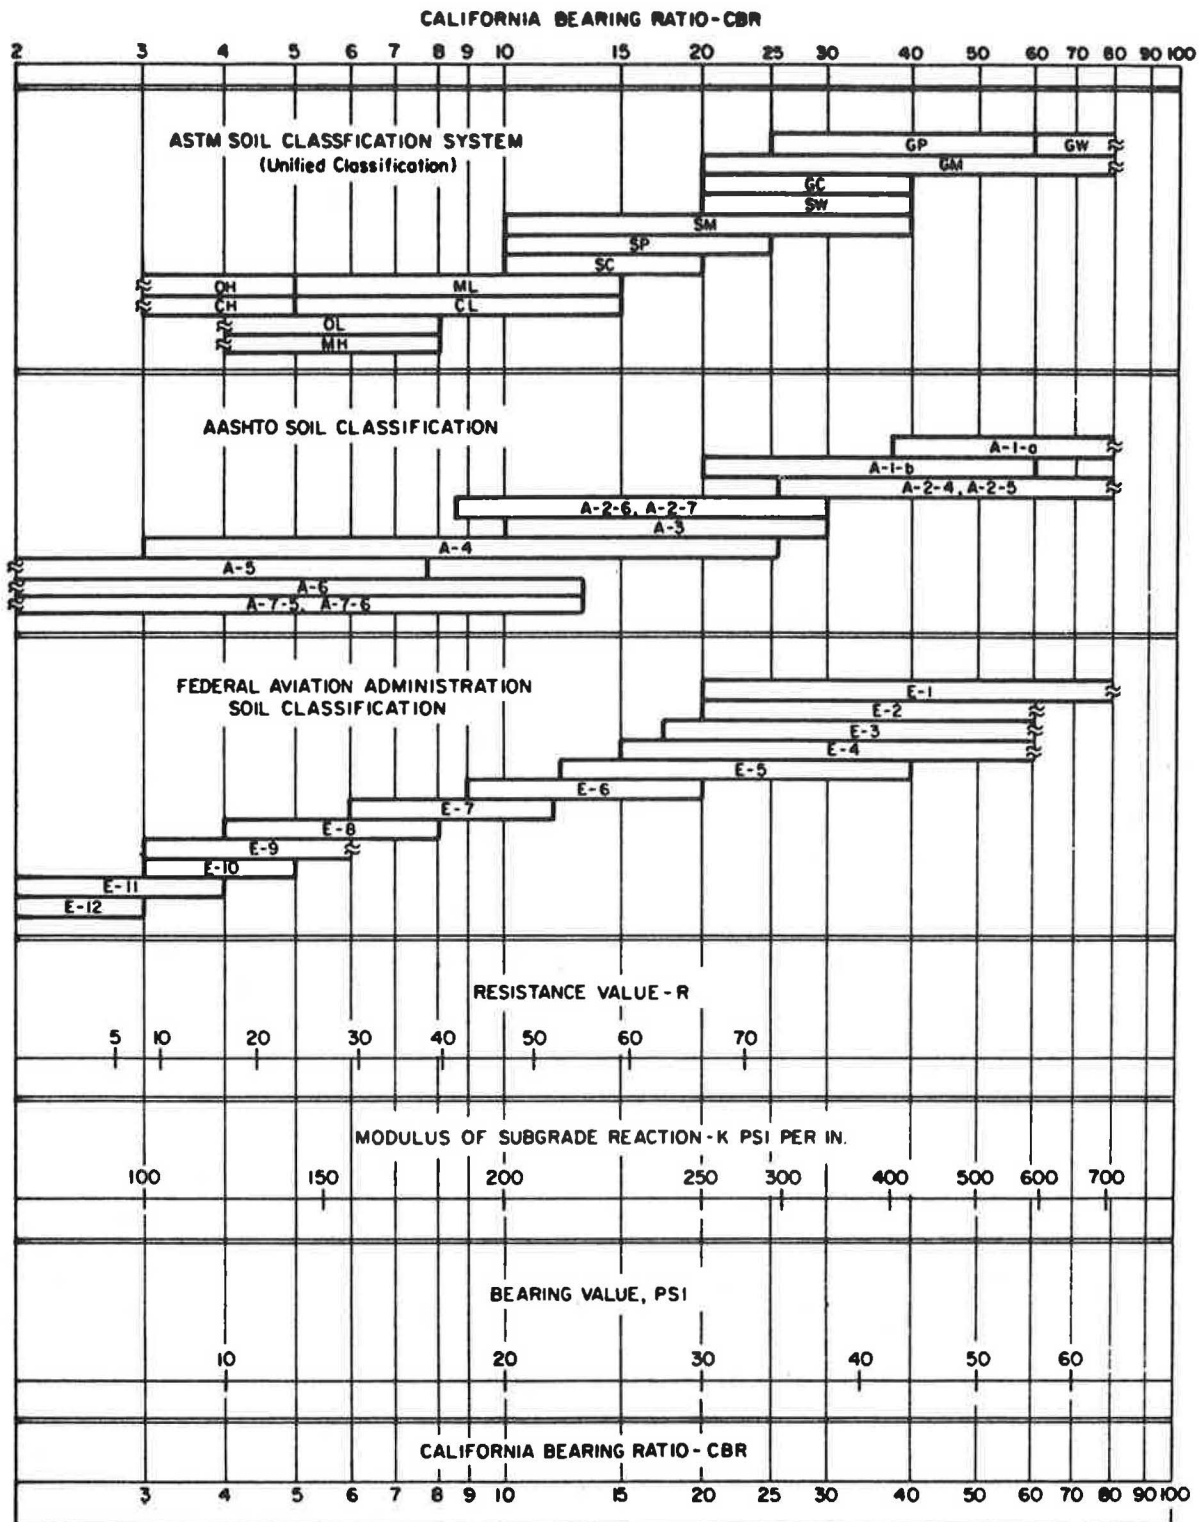 CALIFORNIA BEARING RATIO-CBR
2 3 4 5 6 7 8 9 10 15 20 25 30 40 50 60 70 80 90 100
ASTM SOIL CLASSFICATION SYSTEM
(Unified Classification)
GP GW
GM
GC
SW
SM
SP
SC
OH ML
CH CL
OL
MH
AASHTO SOIL CLASSIFICATION
A-1-a
A-1-b
A-2-4, A-2-5
A-2-6, A-2-7
A-3
A-4
A-5
A-6
A-7-5, A-7-6
FEDERAL AVIATION ADMINISTRATION
SOIL CLASSIFICATION
E-1
E-2
E-3
E-4
E-5
E-6
E-7
E-8
E-9
E-10
E-11
E-12
RESISTANCE VALUE-R
5 10 20 30 40 50 60 70
MODULUS OF SUBGRADE REACTION-K PSI PER IN.
100 150 200 250 300 400 500 600 700
BEARING VALUE, PSI
10 20 30 40 50 60
CALIFORNIA BEARING RATIO-CBR
3 4 5 6 7 8 9 10 15 20 25 30 40 50 60 70 80 90 100